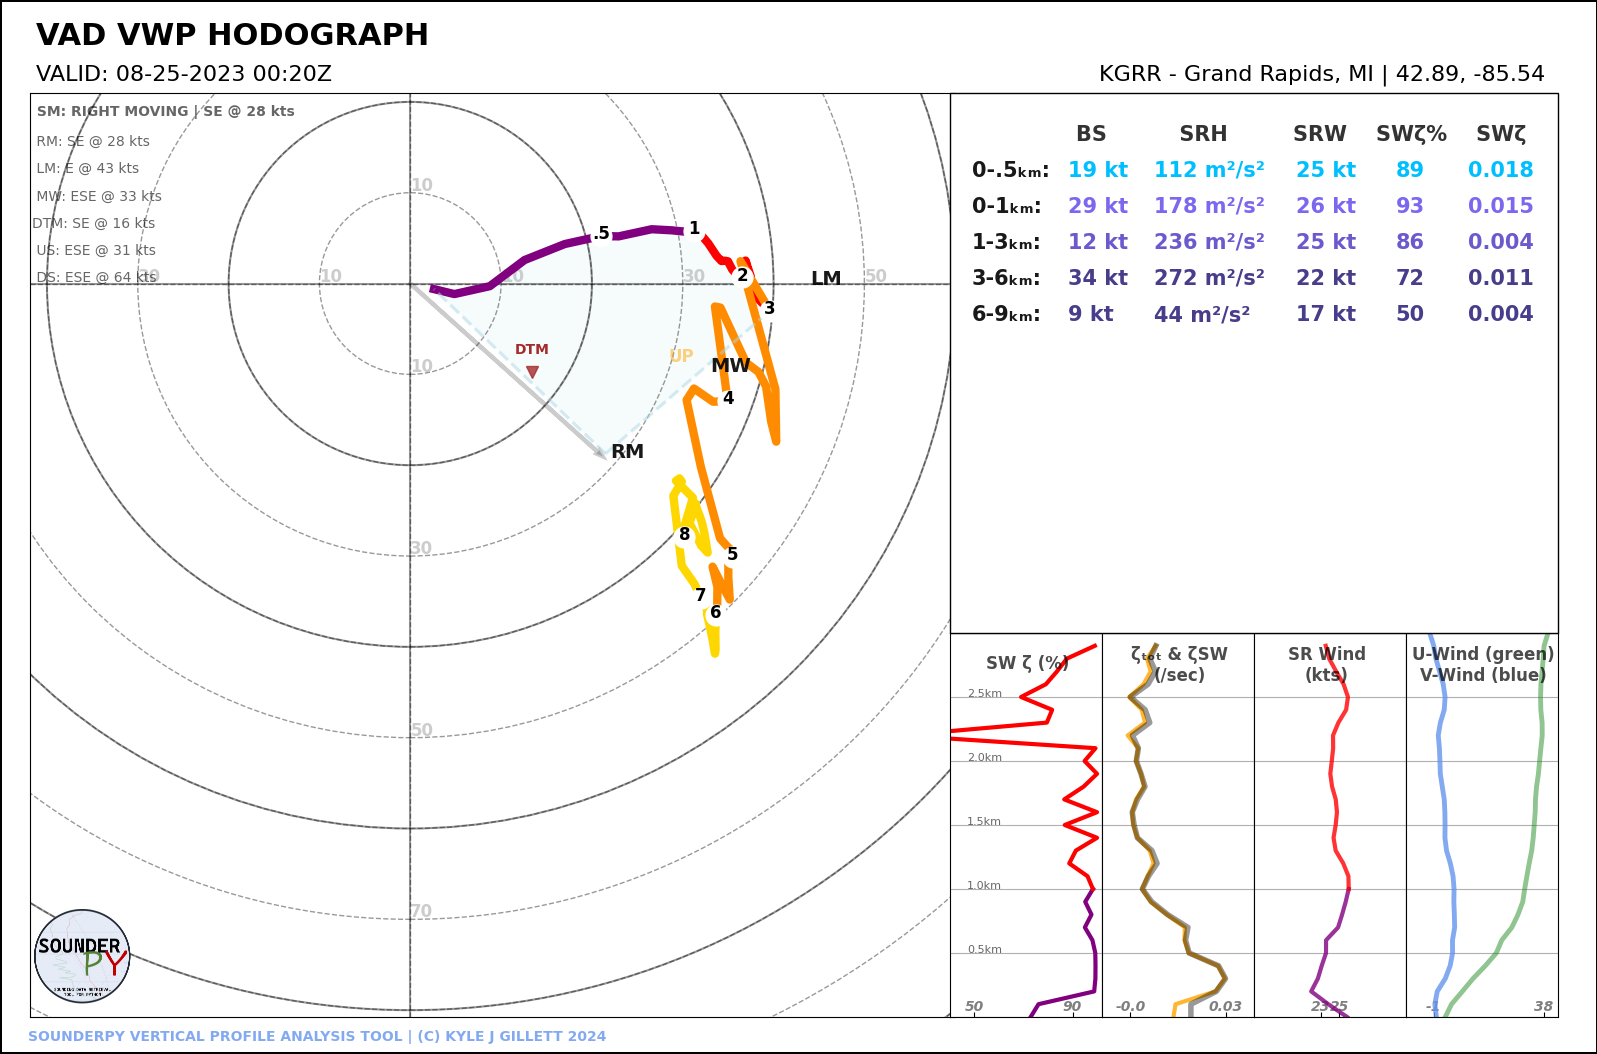 VAD VWP HODOGRAPH
VALID: 08-25-2023 00:20Z
KGRR - Grand Rapids, MI | 42.89, -85.54
SM: RIGHT MOVING | SE @ 28 kts
RM: SE @ 28 kts
LM: E @ 43 kts
MW: ESE @ 33 kts
DTM: SE @ 16 kts
US: ESE @ 31 kts
DS: ESE @ 64 kts
10
.5
1
10
30
50
2
LM
3
10
DTM
UP
MW
4
RM
30
8
5
7
6
50
70
BS SRH SRW SWζ% SWζ
0-.5km: 19 kt 112 m²/s² 25 kt 89 0.018
0-1km: 29 kt 178 m²/s² 26 kt 93 0.015
1-3km: 12 kt 236 m²/s² 25 kt 86 0.004
3-6km: 34 kt 272 m²/s² 22 kt 72 0.011
6-9km: 9 kt 44 m²/s² 17 kt 50 0.004
SW ζ (%)
ζₜₒₜ & ζSW
(/sec)
SR Wind
(kts)
U-Wind (green)
V-Wind (blue)
2.5km
2.0km
1.5km
1.0km
0.5km
50 90 -0.0 0.03 23 25 -1 38
SOUNDER
PY
SOUNDING DATA RETRIEVAL
TOOL FOR PYTHON
SOUNDERPY VERTICAL PROFILE ANALYSIS TOOL | (C) KYLE J GILLETT 2024